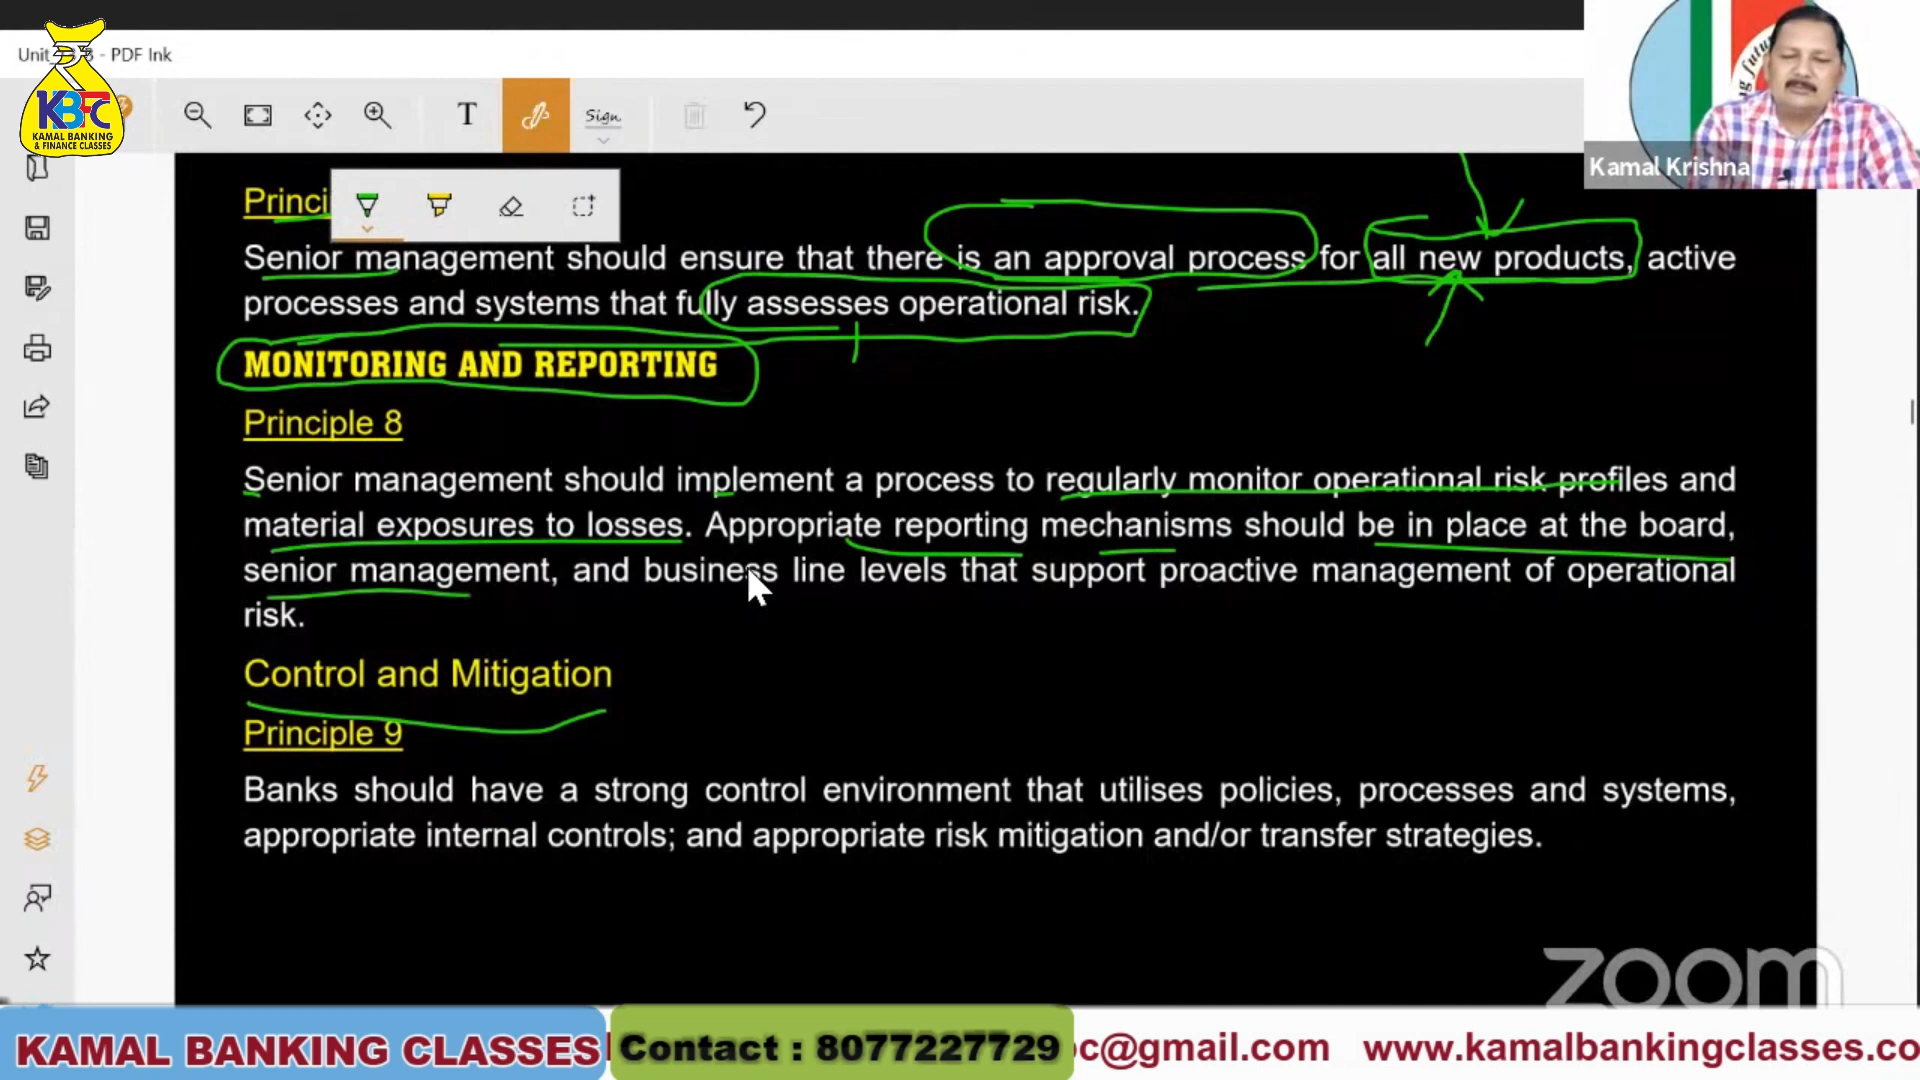 Unit
- PDF Ink
KBFC
KAMAL BANKING
& FINANCE CLASSES
T
Sign
Kamal Krishna
Princi
Senior management should ensure that there is an approval process for all new products, active
processes and systems that fully assesses operational risk.
MONITORING AND REPORTING
Principle 8
Senior management should implement a process to regularly monitor operational risk profiles and
material exposures to losses. Appropriate reporting mechanisms should be in place at the board,
senior management, and business line levels that support proactive management of operational
risk.
Control and Mitigation
Principle 9
Banks should have a strong control environment that utilises policies, processes and systems,
appropriate internal controls; and appropriate risk mitigation and/or transfer strategies.
zoom
KAMAL BANKING CLASSES Contact : 8077227729 c@gmail.com www.kamalbankingclasses.co